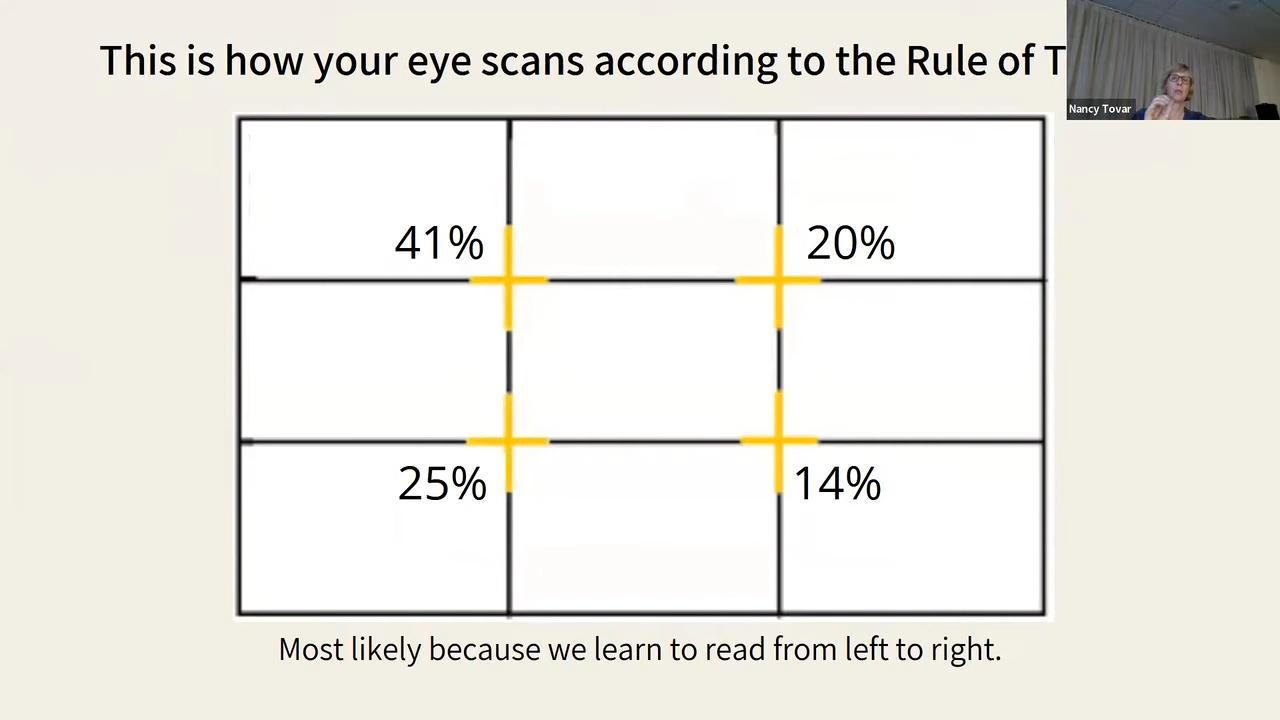 This is how your eye scans according to the Rule of T
Nancy Tovar
41% 20%
25% 14%
Most likely because we learn to read from left to right.